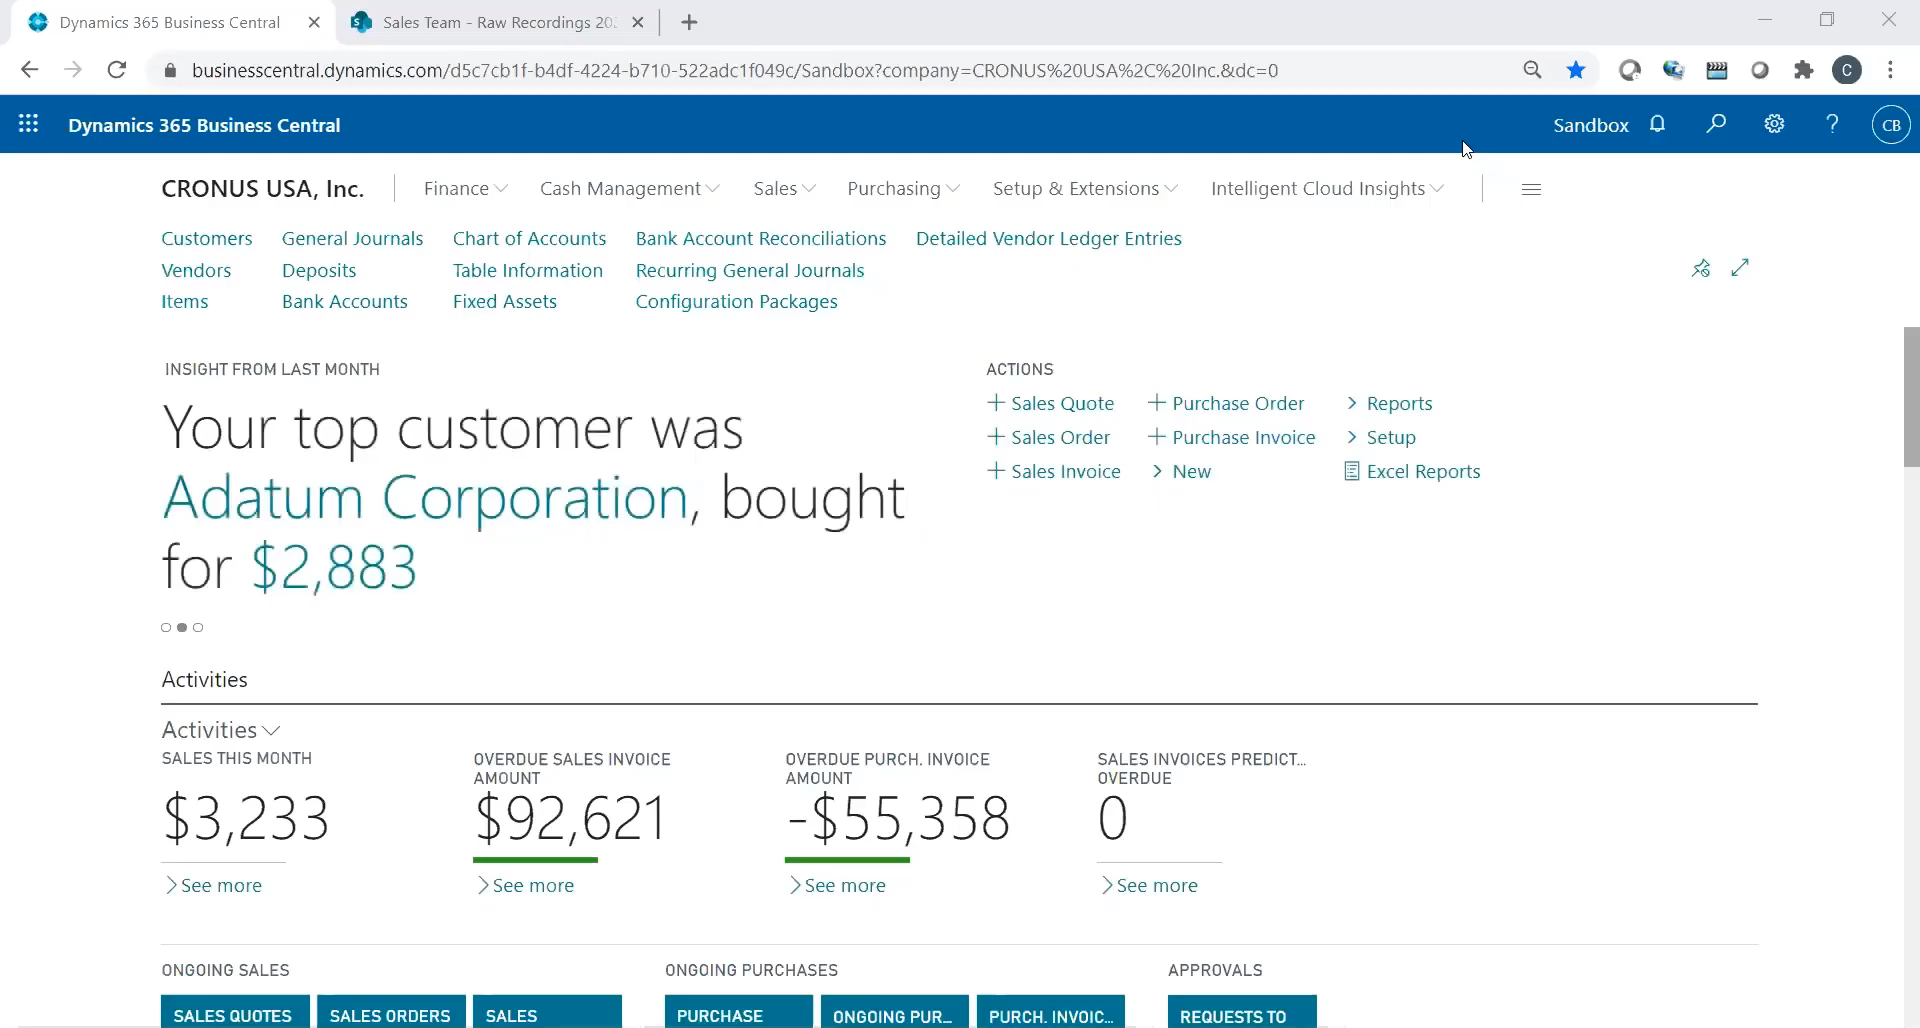 Dynamics 365 Business Central
Sales Team - Raw Recordings
businesscentral.dynamics.com/d5c7cb1f-b4df-4224-b710-522adc1f049c/Sandbox?company=CRONUS%20USA%2C%20Inc.&dc=0
C
Dynamics 365 Business Central
Sandbox
?
CB
CRONUS USA, Inc.
Finance
Cash Management
Sales
Purchasing
Setup & Extensions
Intelligent Cloud Insights
Customers
General Journals
Chart of Accounts
Bank Account Reconciliations
Detailed Vendor Ledger Entries
Vendors
Deposits
Table Information
Recurring General Journals
Items
Bank Accounts
Fixed Assets
Configuration Packages
INSIGHT FROM LAST MONTH
Your top customer was
Adatum Corporation, bought
for $2,883
ACTIONS
+ Sales Quote
+ Purchase Order
> Reports
+ Sales Order
+ Purchase Invoice
> Setup
+ Sales Invoice
> New
Excel Reports
Activities
Activities
SALES THIS MONTH
$3,233
> See more
OVERDUE SALES INVOICE
AMOUNT
$92,621
> See more
OVERDUE PURCH. INVOICE
AMOUNT
-$55,358
> See more
SALES INVOICES PREDICT...
OVERDUE
0
> See more
ONGOING SALES
SALES QUOTES
SALES ORDERS
SALES
ONGOING PURCHASES
PURCHASE
ONGOING PUR...
PURCH. INVOIC...
APPROVALS
REQUESTS TO